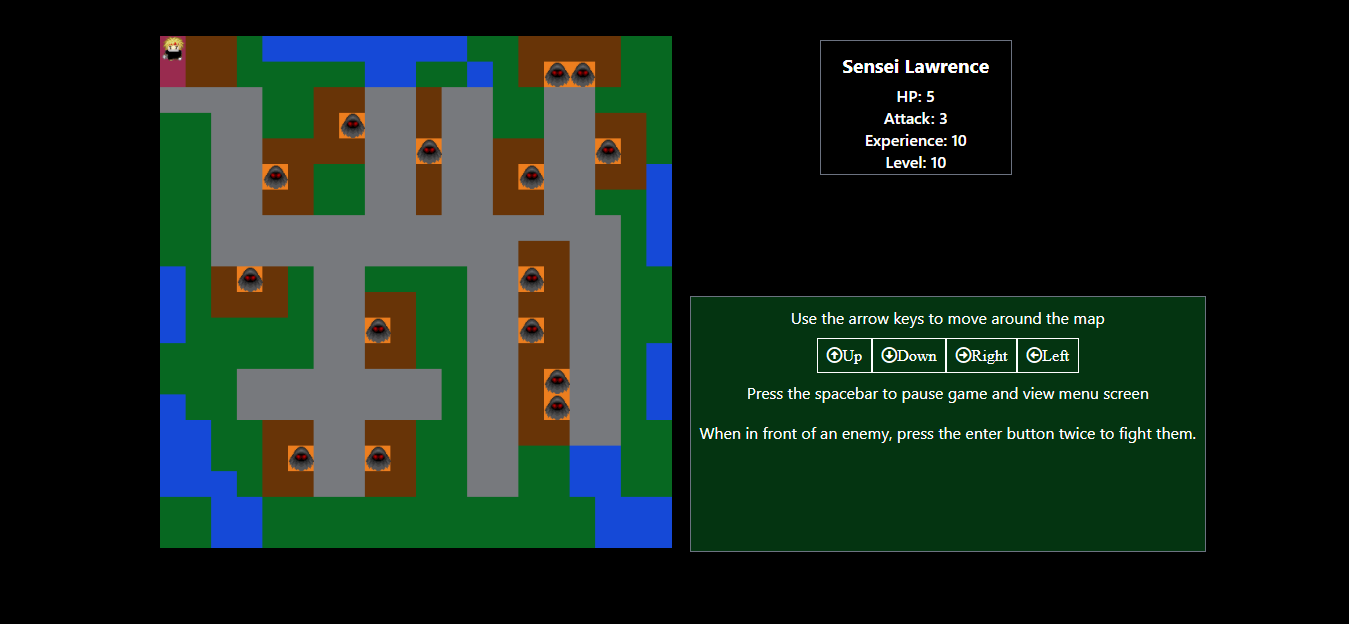 Sensei Lawrence
HP: 5
Attack: 3
Experience: 10
Level: 10
Use the arrow keys to move around the map
Up Down Right Left
Press the spacebar to pause game and view menu screen
When in front of an enemy, press the enter button twice to fight them.